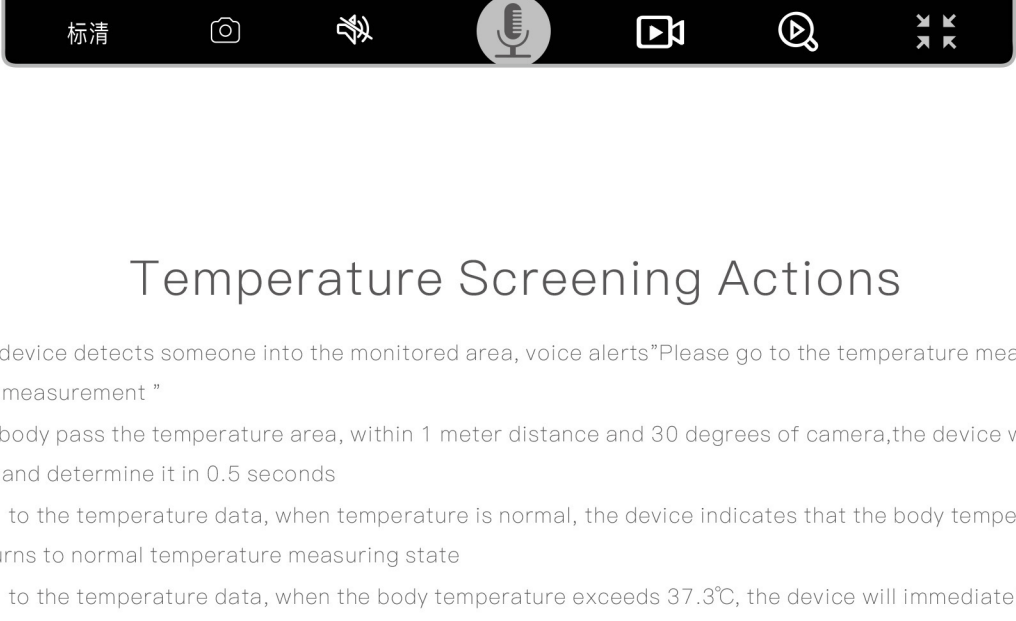 标清
Temperature Screening Actions
device detects someone into the monitored area, voice alerts”Please go to the temperature
measurement ”
body pass the temperature area, within 1 meter distance and 30 degrees of camera,the device
and determine it in 0.5 seconds
to the temperature data, when temperature is normal, the device indicates that the body
to normal temperature measuring state
to the temperature data, when the body temperature exceeds 37.3℃, the device will